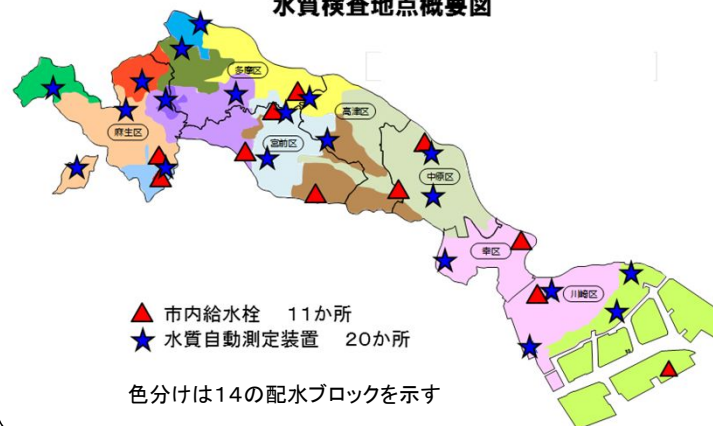 水質検査地点概要図
多摩区
高津区
麻生区
宮前区
中原区
幸区
川崎区
市内給水栓 11か所
水質自動測定装置 20か所
色分けは14の配水ブロックを示す